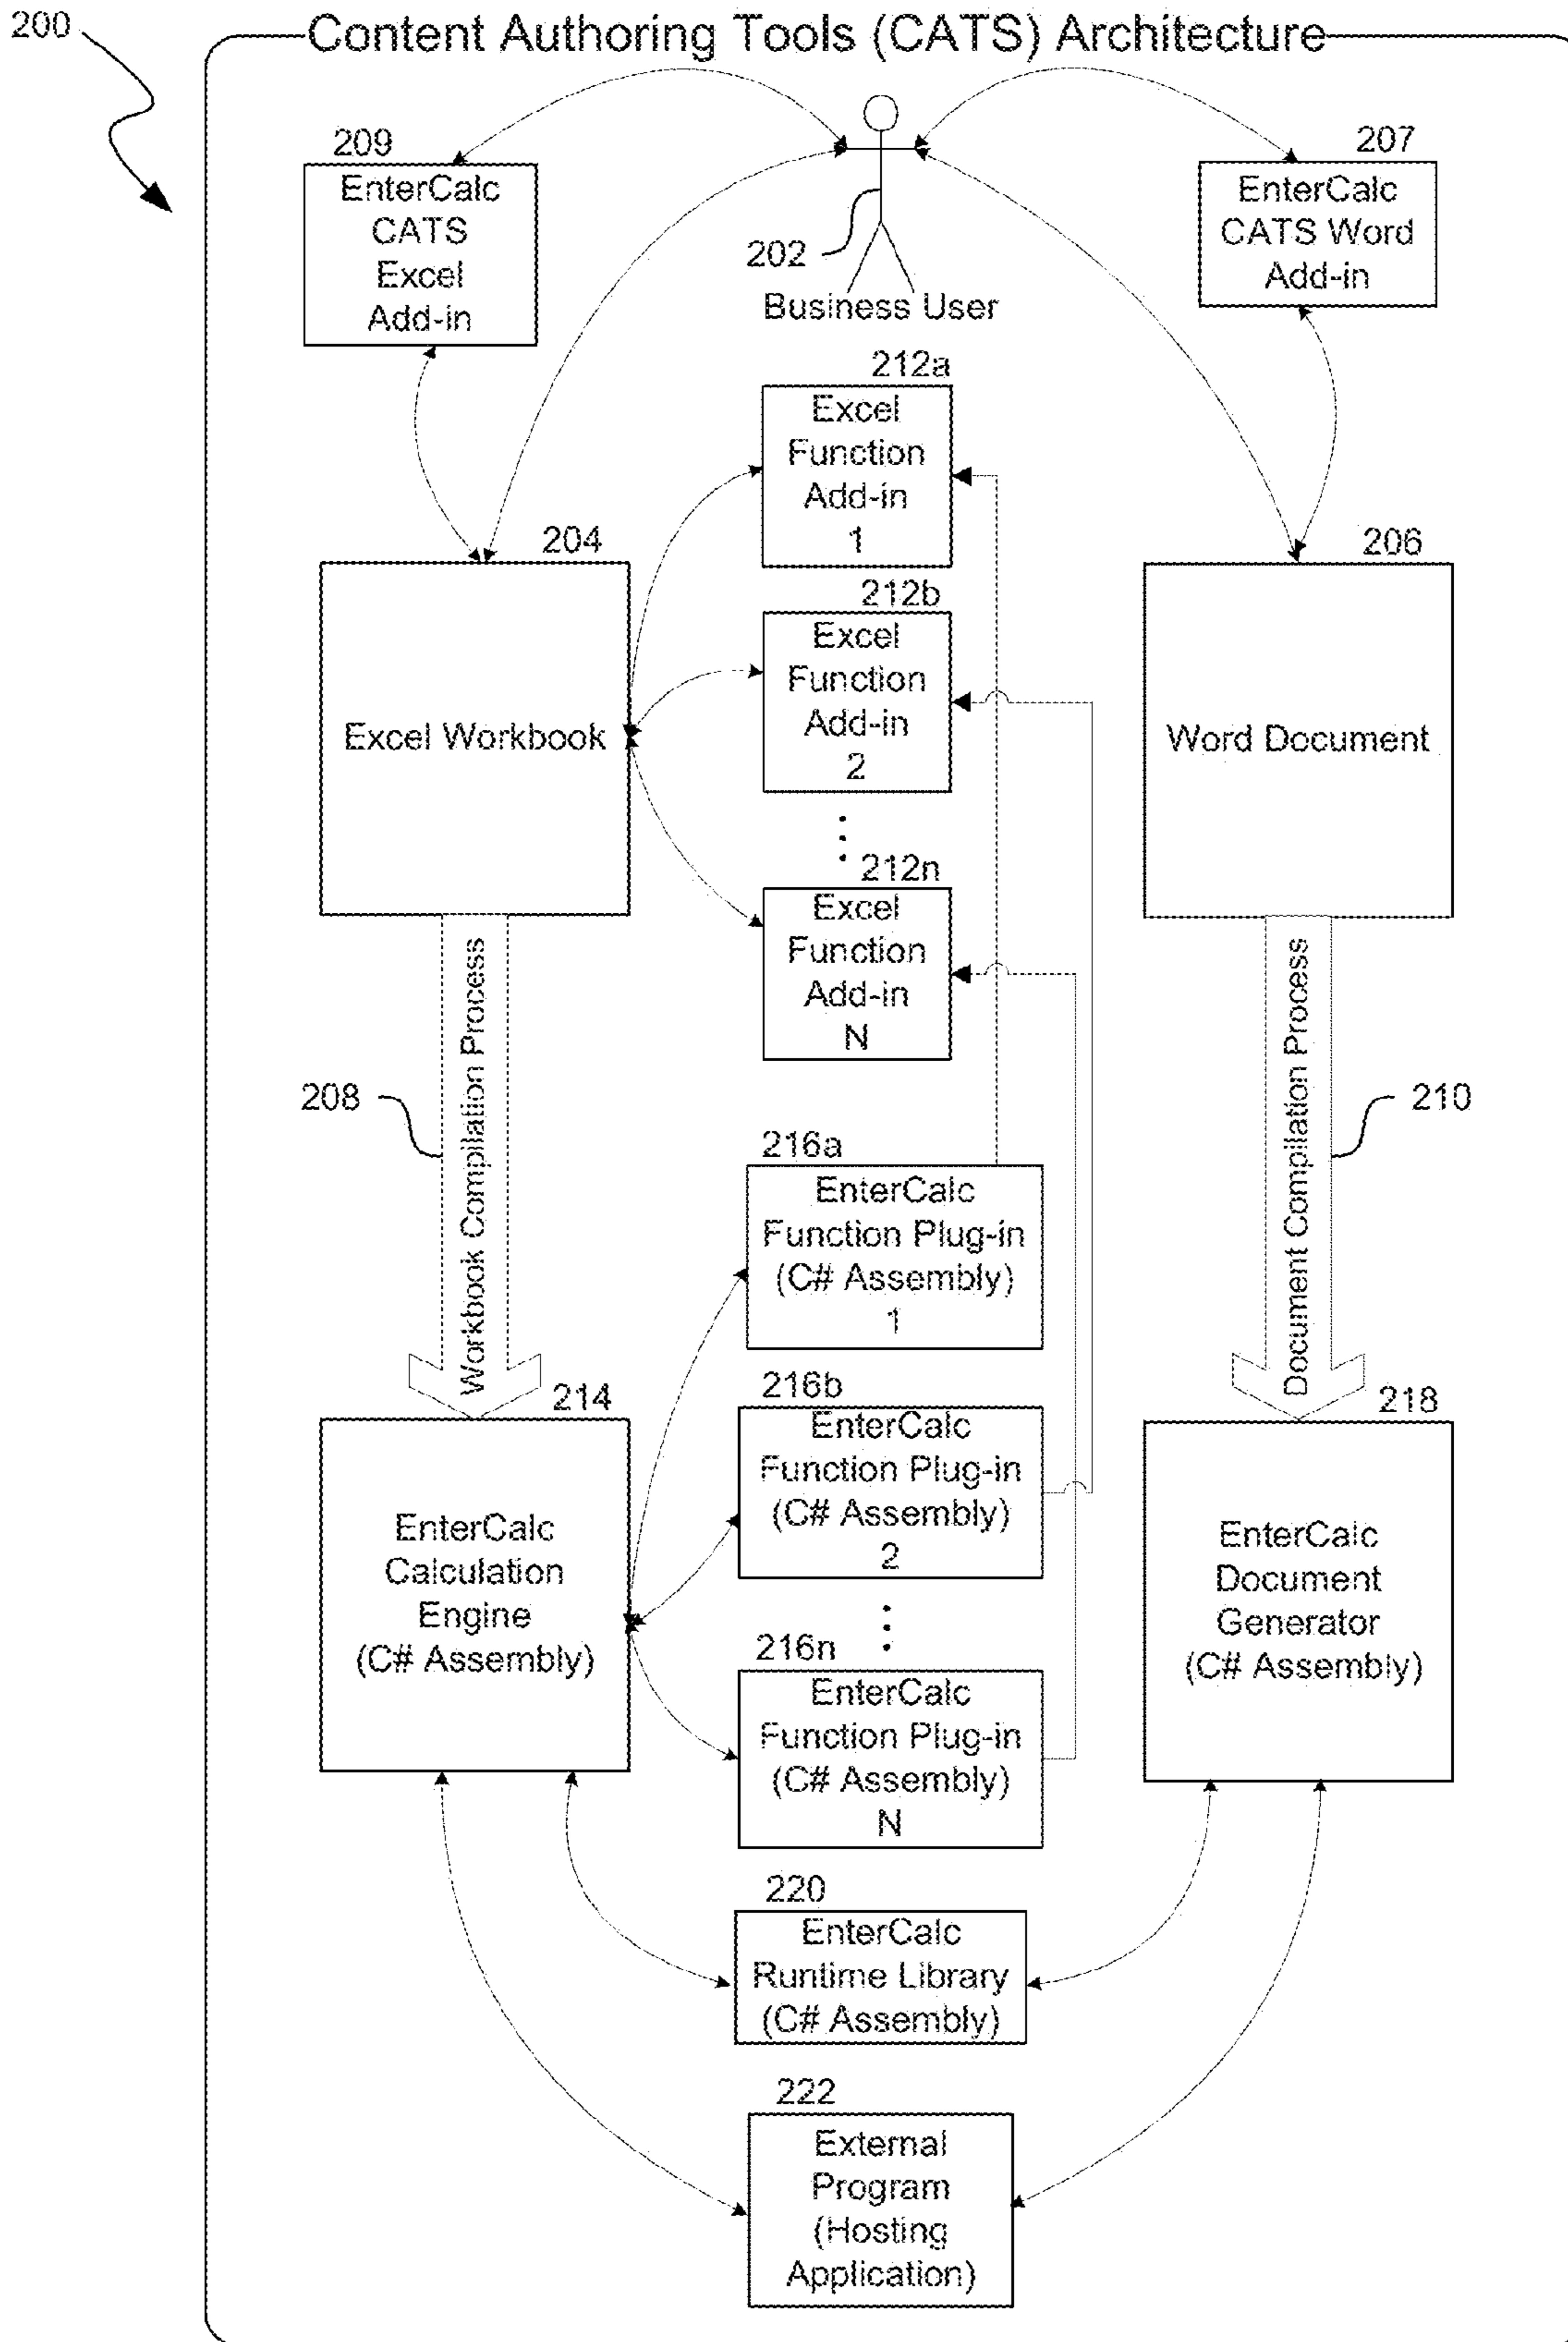 200
Content Authoring Tools (CATS) Architecture
209
EnterCalc
CATS
Excel
Add-in
202
Business User
207
EnterCalc
CATS Word
Add-in
212a
Excel
Function
Add-in
1
204
Excel Workbook
206
Word Document
212b
Excel
Function
Add-in
2
212n
Excel
Function
Add-in
N
208
Workbook Compilation Process
210
Document Compilation Process
216a
EnterCalc
Function Plug-in
(C# Assembly)
1
214
EnterCalc
Calculation
Engine
(C# Assembly)
216b
EnterCalc
Function Plug-in
(C# Assembly)
2
218
EnterCalc
Document
Generator
(C# Assembly)
216n
EnterCalc
Function Plug-in
(C# Assembly)
N
220
EnterCalc
Runtime Library
(C# Assembly)
222
External
Program
(Hosting
Application)